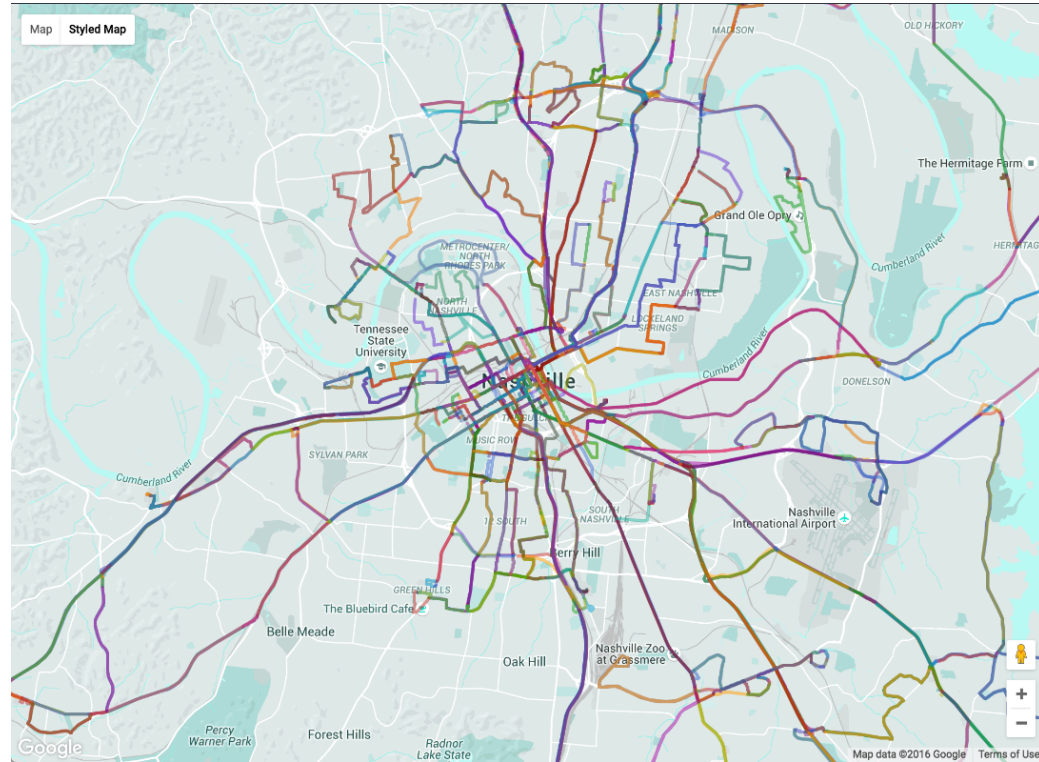 Map
Styled Map
MADISON
OLD HICKORY
The Hermitage Farm
Grand Ole Opry
HERMITAG
Cumberland River
METROCENTER/
NORTH
RHODES PARK
NORTH
NASHVILLE
EAST NASHVILLE
LOCKELAND
SPRINGS
Tennessee
State
University
Cumberland River
Nashville
DONELSON
THE GULCH
MUSIC ROW
SYLVAN PARK
Cumberland River
12 SOUTH
SOUTH
NASHVILLE
Nashville
International Airport
Berry Hill
GREEN HILLS
The Bluebird Cafe
Belle Meade
Oak Hill
Nashville Zoo
at Grassmere
Percy
Warner Park
Forest Hills
Radnor
Lake State
+
−
Google
Map data ©2016 Google
Terms of Use